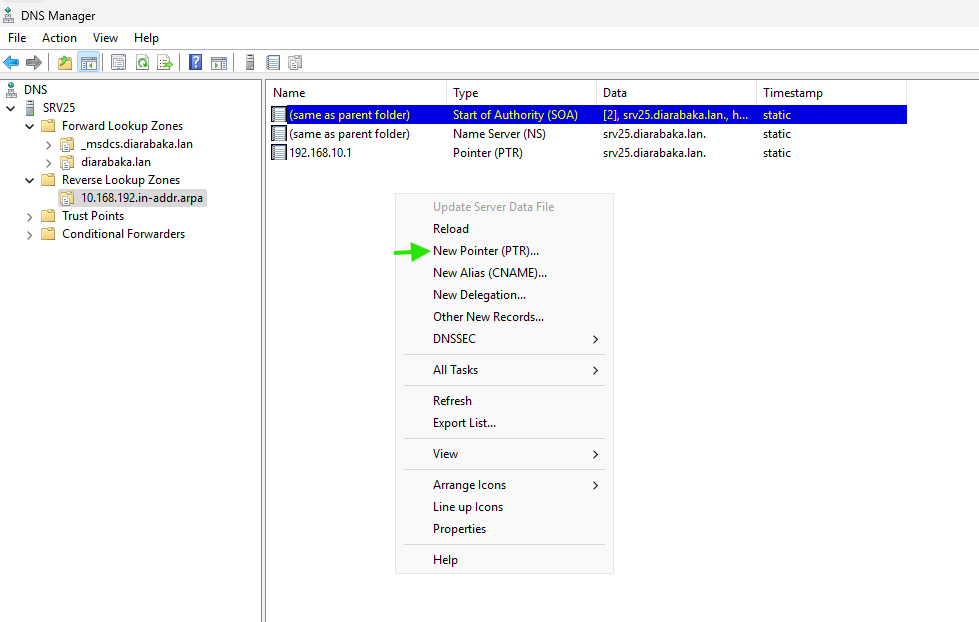 DNS Manager
File Action View Help
DNS
SRV25
Forward Lookup Zones
_msdcs.diarabaka.lan
diarabaka.lan
Reverse Lookup Zones
10.168.192.in-addr.arpa
Trust Points
Conditional Forwarders
Name Type Data Timestamp
(same as parent folder) Start of Authority (SOA) [2], srv25.diarabaka.lan., h... static
(same as parent folder) Name Server (NS) srv25.diarabaka.lan. static
192.168.10.1 Pointer (PTR) srv25.diarabaka.lan. static
Update Server Data File
Reload
New Pointer (PTR)...
New Alias (CNAME)...
New Delegation...
Other New Records...
DNSSEC
All Tasks
Refresh
Export List...
View
Arrange Icons
Line up Icons
Properties
Help